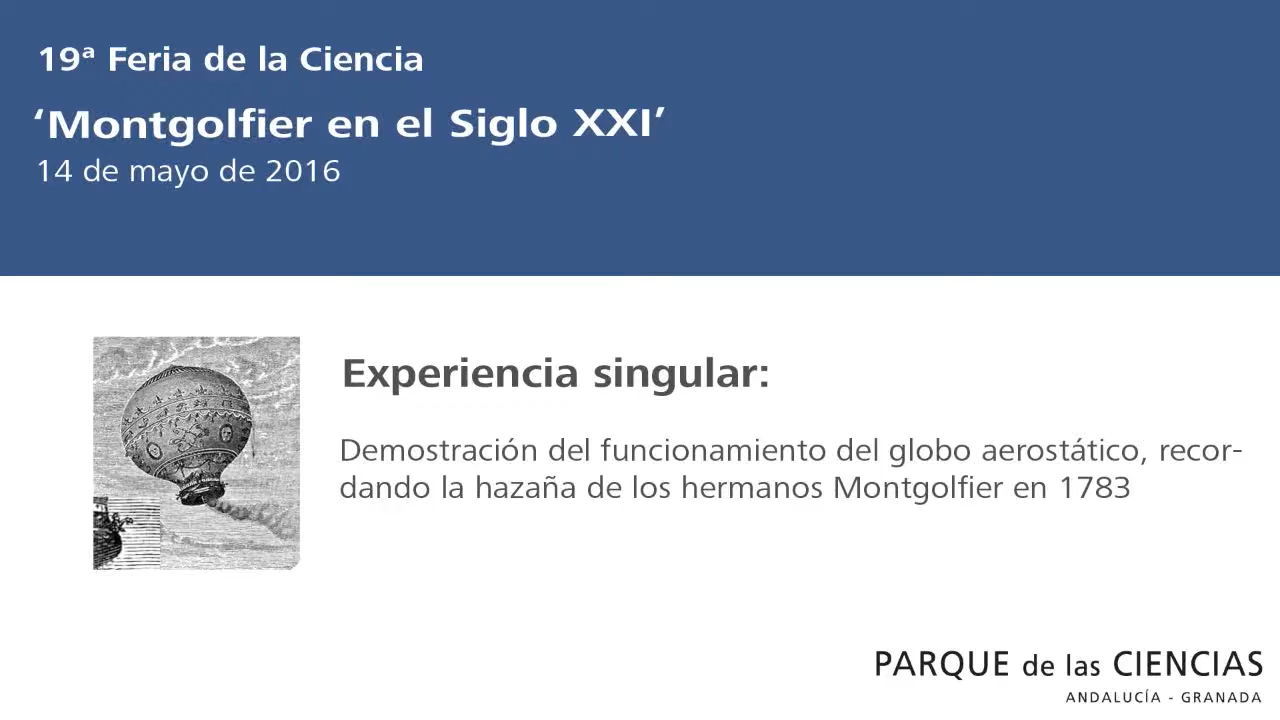 19ª Feria de la Ciencia
‘Montgolfier en el Siglo XXI’
14 de mayo de 2016
Experiencia singular:
Demostración del funcionamiento del globo aerostático, recor-
dando la hazaña de los hermanos Montgolfier en 1783
PARQUE de las CIENCIAS
ANDALUCÍA - GRANADA